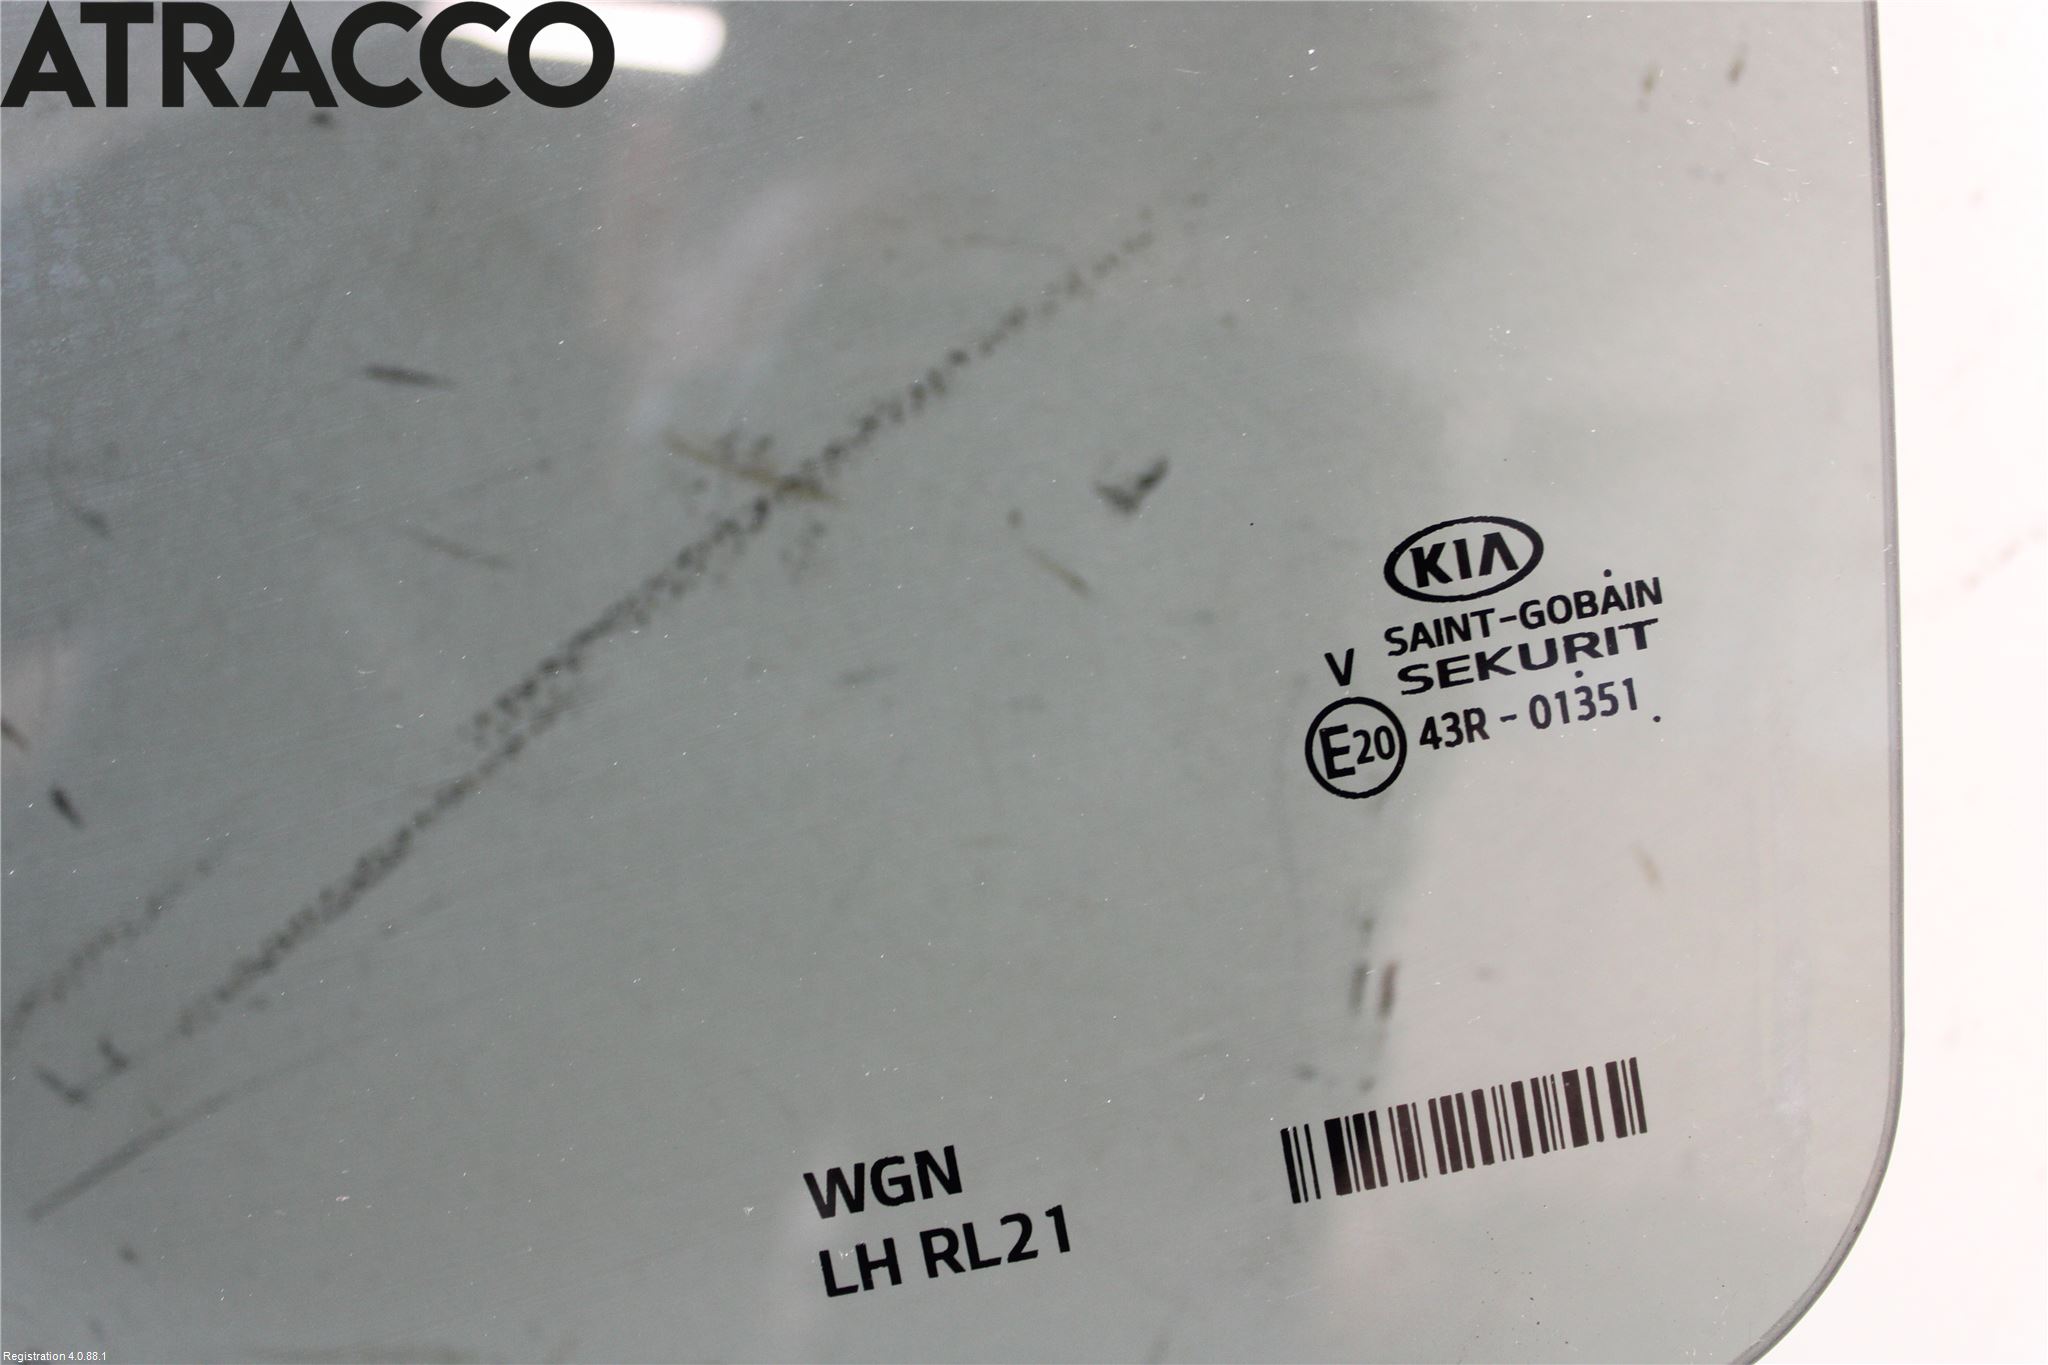 ATRACCO
KIA
SAINT-GOBAIN
SEKURIT
V
E20 43R - 01351
WGN
LH RL21
Registration 4.0.88.1